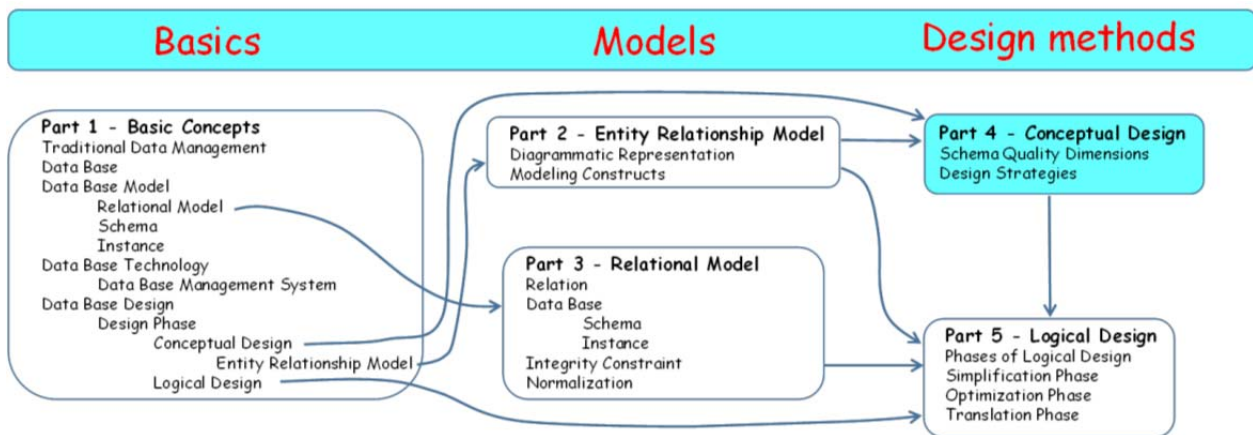 Basics
Models
Design methods
Part 1 - Basic Concepts
Traditional Data Management
Data Base
Data Base Model
Relational Model
Schema
Instance
Data Base Technology
Data Base Management System
Data Base Design
Design Phase
Conceptual Design
Entity Relationship Model
Logical Design
Part 2 - Entity Relationship Model
Diagrammatic Representation
Modeling Constructs
Part 3 - Relational Model
Relation
Data Base
Schema
Instance
Integrity Constraint
Normalization
Part 4 - Conceptual Design
Schema Quality Dimensions
Design Strategies
Part 5 - Logical Design
Phases of Logical Design
Simplification Phase
Optimization Phase
Translation Phase